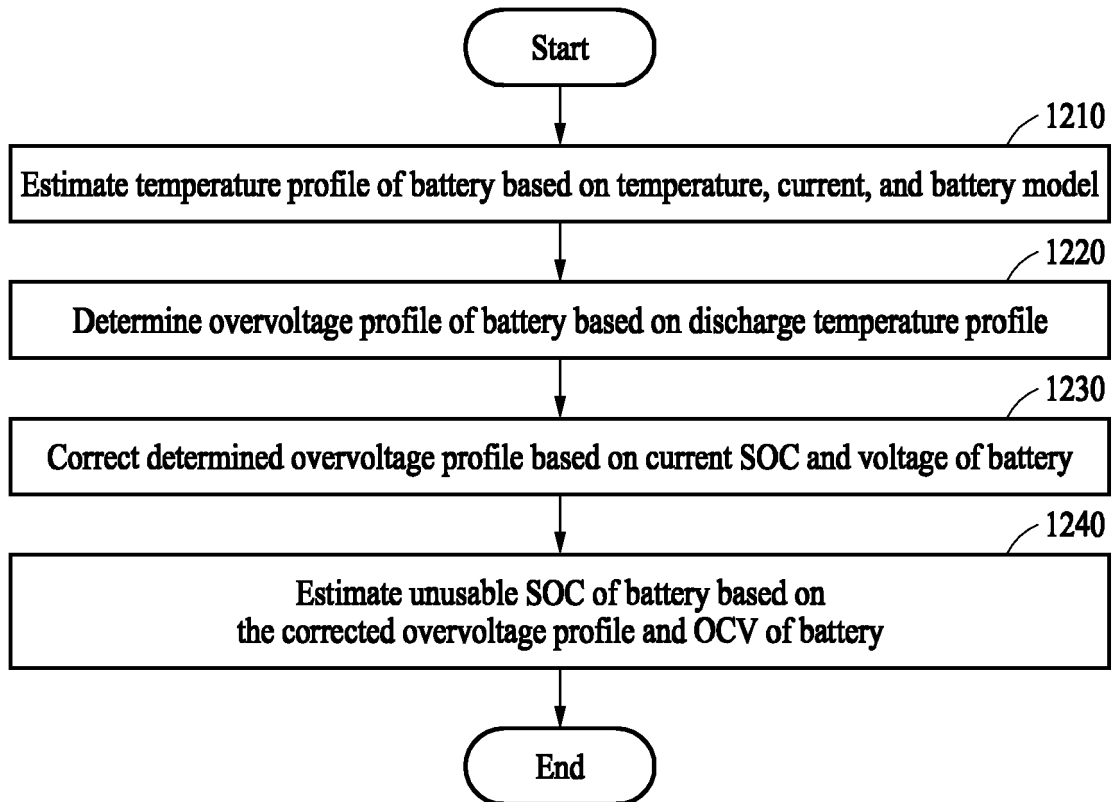 Start
1210
Estimate temperature profile of battery based on temperature, current, and battery model
1220
Determine overvoltage profile of battery based on discharge temperature profile
1230
Correct determined overvoltage profile based on current SOC and voltage of battery
1240
Estimate unusable SOC of battery based on
the corrected overvoltage profile and OCV of battery
End